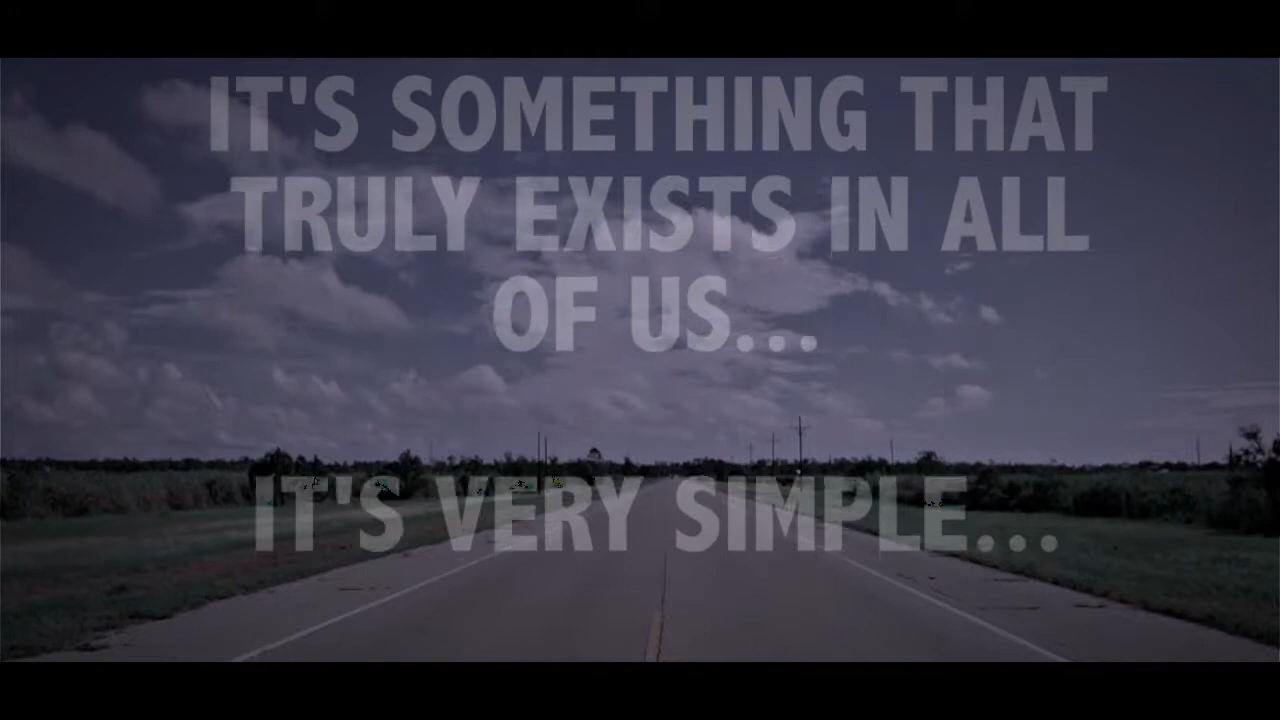 IT'S SOMETHING THAT
TRULY EXISTS IN ALL
OF US...
IT'S VERY SIMPLE...